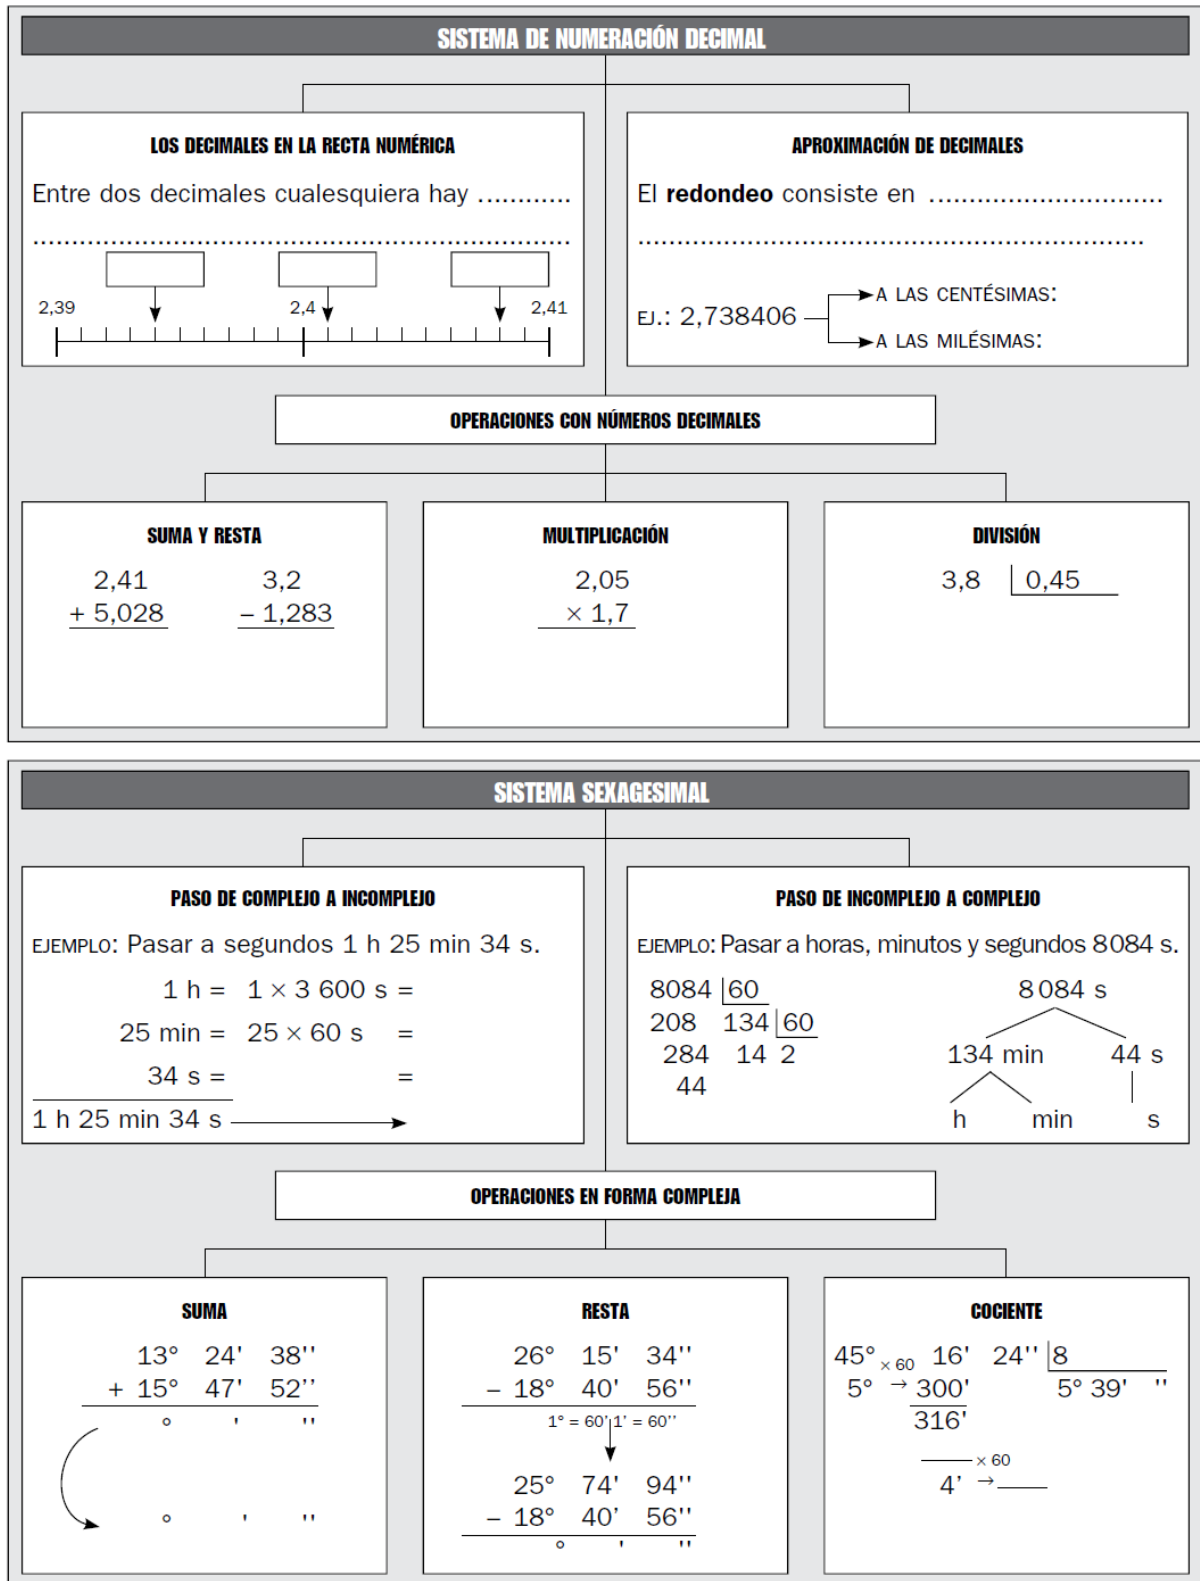 SISTEMA DE NUMERACIÓN DECIMAL
LOS DECIMALES EN LA RECTA NUMÉRICA
Entre dos decimales cualesquiera hay ............
......................................................................
2,39 2,4 2,41
APROXIMACIÓN DE DECIMALES
El redondeo consiste en ..............................
..................................................................
EJ.: 2,738406
A LAS CENTÉSIMAS:
A LAS MILÉSIMAS:
OPERACIONES CON NÚMEROS DECIMALES
SUMA Y RESTA
2,41 3,2
+ 5,028 – 1,283
MULTIPLICACIÓN
2,05
× 1,7
DIVISIÓN
3,8 0,45
SISTEMA SEXAGESIMAL
PASO DE COMPLEJO A INCOMPLEJO
EJEMPLO: Pasar a segundos 1 h 25 min 34 s.
1 h = 1 × 3 600 s =
25 min = 25 × 60 s =
34 s = =
1 h 25 min 34 s
PASO DE INCOMPLEJO A COMPLEJO
EJEMPLO: Pasar a horas, minutos y segundos 8084 s.
8084 60
208 134 60
284 14 2
44
8 084 s
134 min 44 s
h min s
OPERACIONES EN FORMA COMPLEJA
SUMA
13° 24' 38''
+ 15° 47' 52''
° ' ''
° ' ''
RESTA
26° 15' 34''
– 18° 40' 56''
1° = 60' 1' = 60''
25° 74' 94''
– 18° 40' 56''
° ' ''
COCIENTE
45° × 60 16' 24'' 8
5° → 300' 5° 39' ''
316'
× 60
4' →